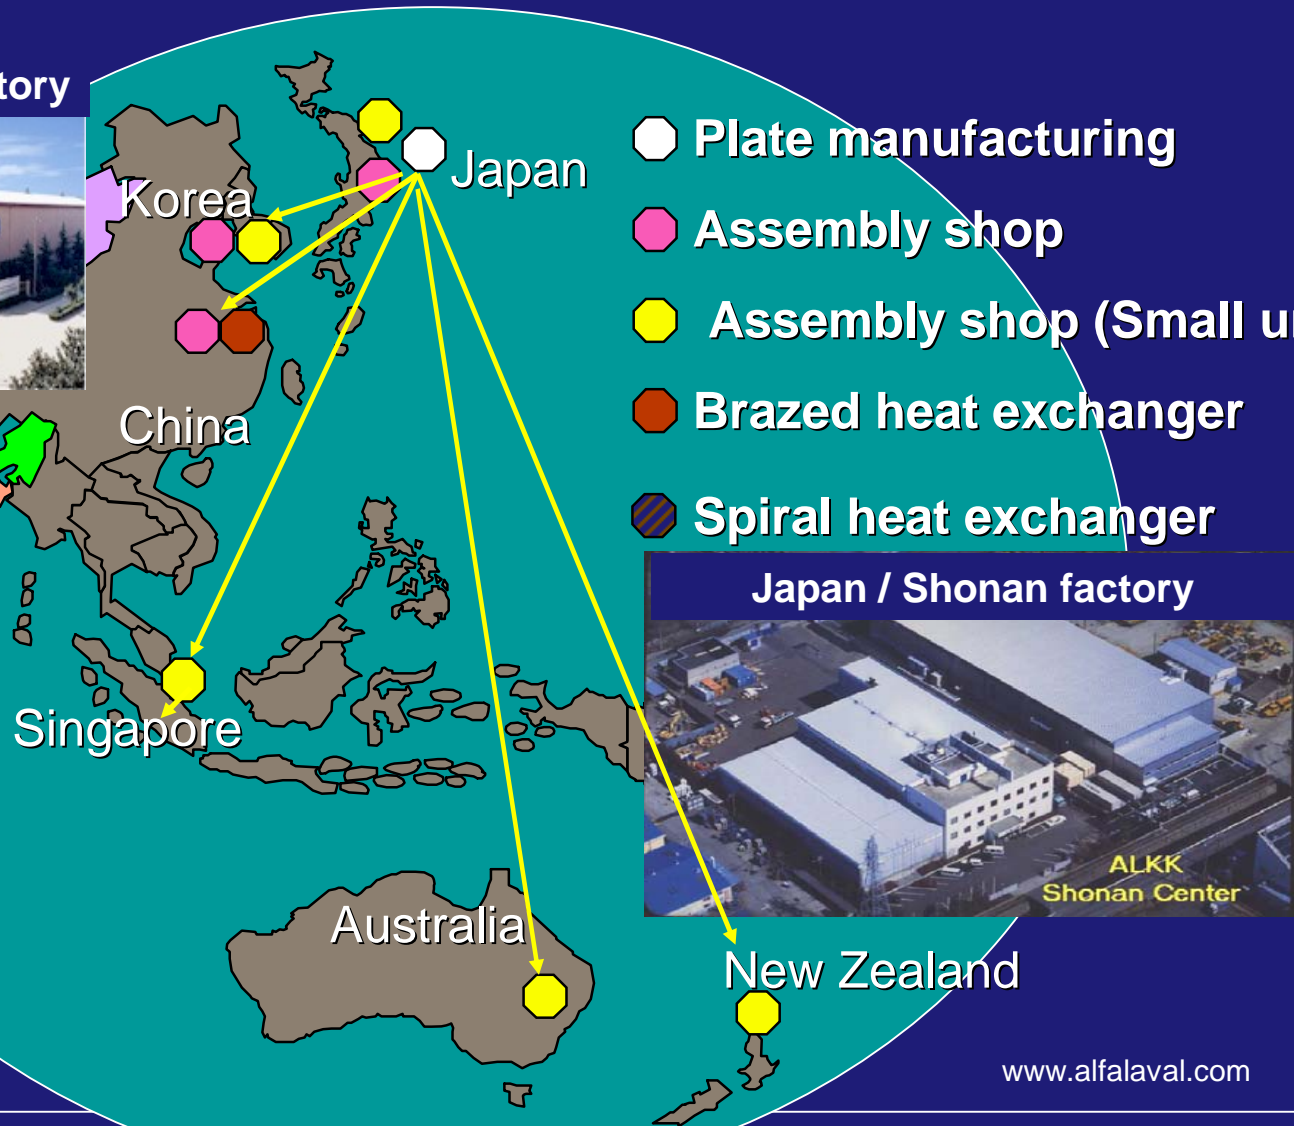 Japan
Korea
China
Singapore
Australia
New Zealand
Plate manufacturing
Assembly shop
Assembly shop (Small
Brazed heat exchanger
Spiral heat exchanger
Japan / Shonan factory
ALKK
Shonan Center
www.alfalaval.com